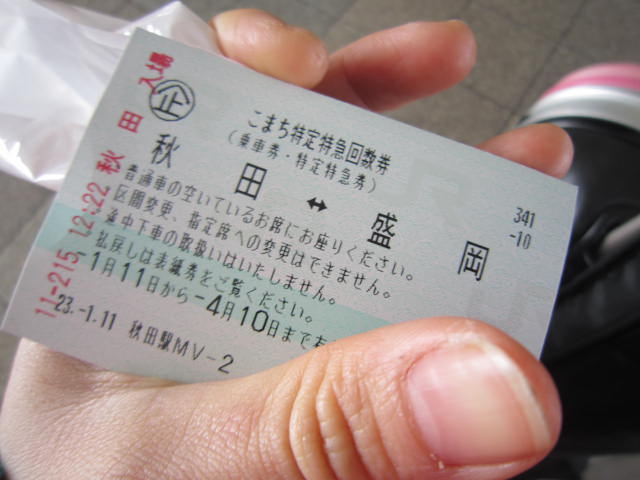 こまち特定特急回数券
(乗車券・特定特急券)
秋田↔盛岡
普通車の空いているお席にお座りください。
区間変更、指定席への変更はできません。
途中下車の取扱いはいたしません。
払戻しは表紙券をご覧ください。
1月11日から-4月10日まで有
23.-1.11 秋田駅MV-2
341
-10
11-215 12:22 秋田 入場